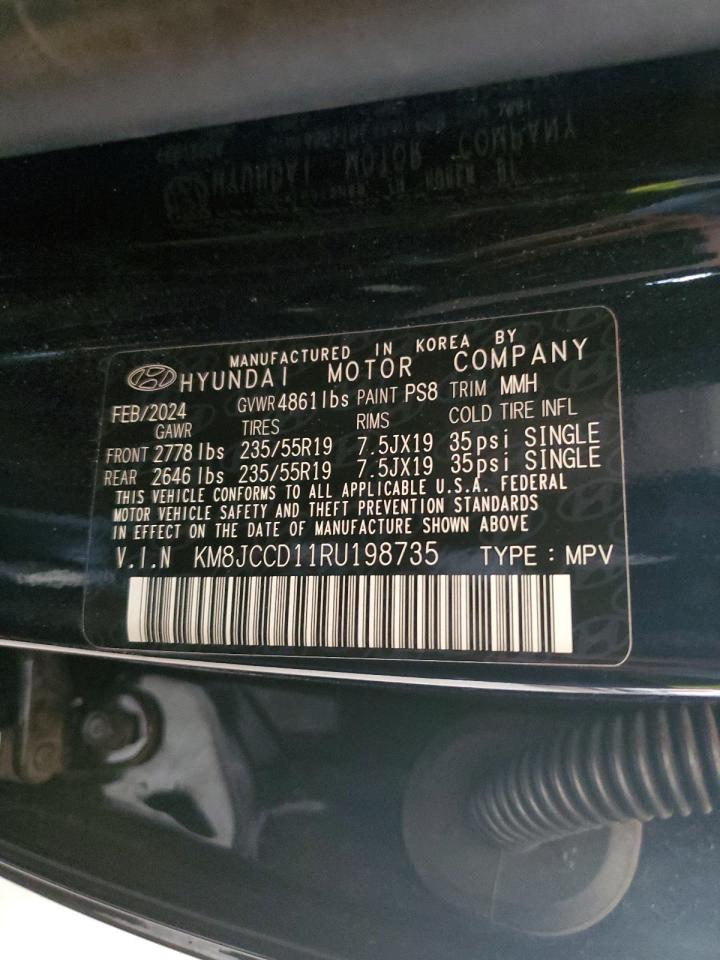 MANUFACTURED IN KOREA BY
HYUNDAI MOTOR COMPANY
FEB/2024 GVWR 4861 lbs PAINT PS8 TRIM MMH
GAWR TIRES RIMS COLD TIRE INFL
FRONT 2778 lbs 235/55R19 7.5JX19 35psi SINGLE
REAR 2646 lbs 235/55R19 7.5JX19 35psi SINGLE
THIS VEHICLE CONFORMS TO ALL APPLICABLE U.S.A. FEDERAL
MOTOR VEHICLE SAFETY AND THEFT PREVENTION STANDARDS
IN EFFECT ON THE DATE OF MANUFACTURE SHOWN ABOVE
V.I.N KM8JCCD11RU198735 TYPE : MPV